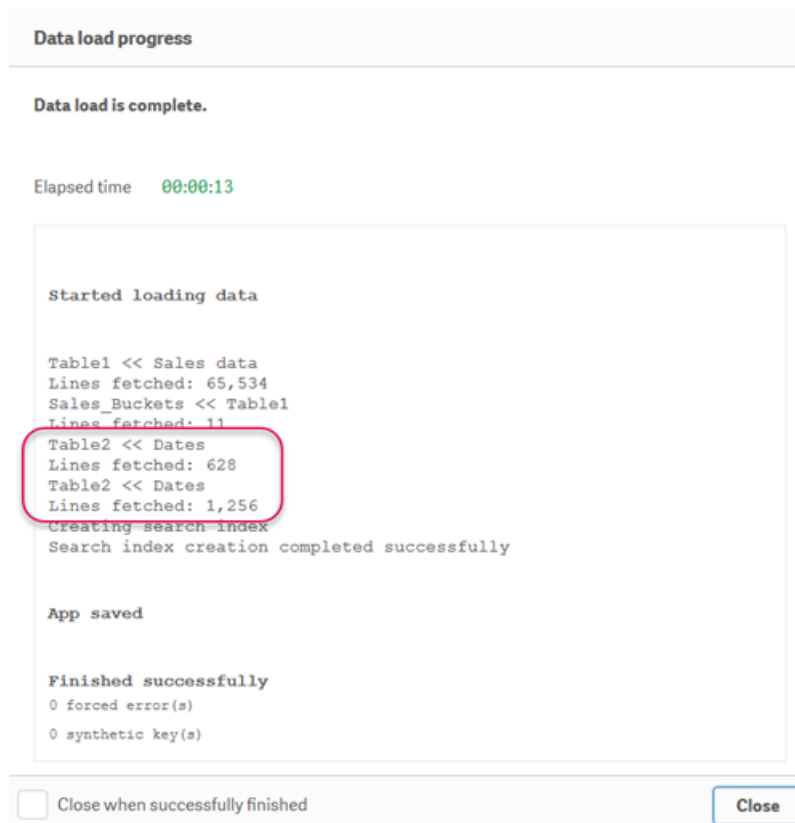 Data load progress
Data load is complete.
Elapsed time 00:00:13
Started loading data
Table1 << Sales data
Lines fetched: 65,534
Sales_Buckets << Table1
Lines fetched: 11
Table2 << Dates
Lines fetched: 628
Table2 << Dates
Lines fetched: 1,256
Creating search index
Search index creation completed successfully
App saved
Finished successfully
0 forced error(s)
0 synthetic key(s)
Close when successfully finished
Close